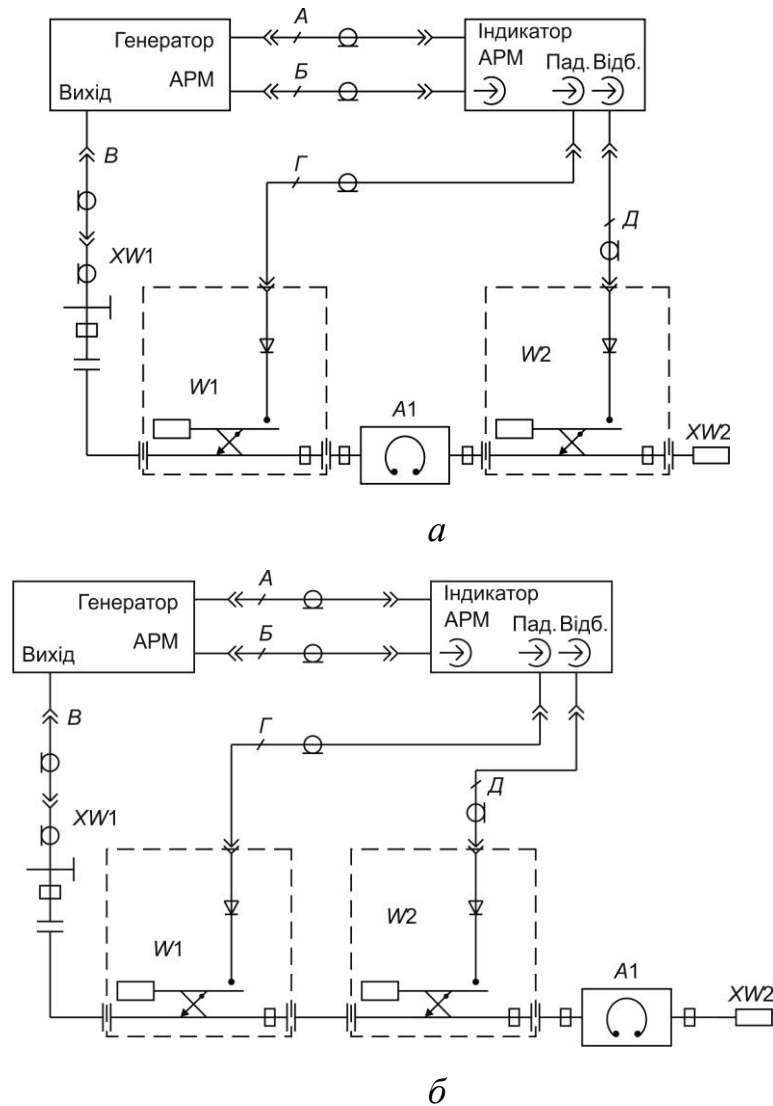 А
Генератор
АРМ
Вихід
Б
Індикатор
АРМ
Пад. Відб.
В
Г
Д
XW1
W1
W2
A1
XW2
а
А
Генератор
АРМ
Вихід
Б
Індикатор
АРМ
Пад. Відб.
В
Г
Д
XW1
W1
W2
A1
XW2
б